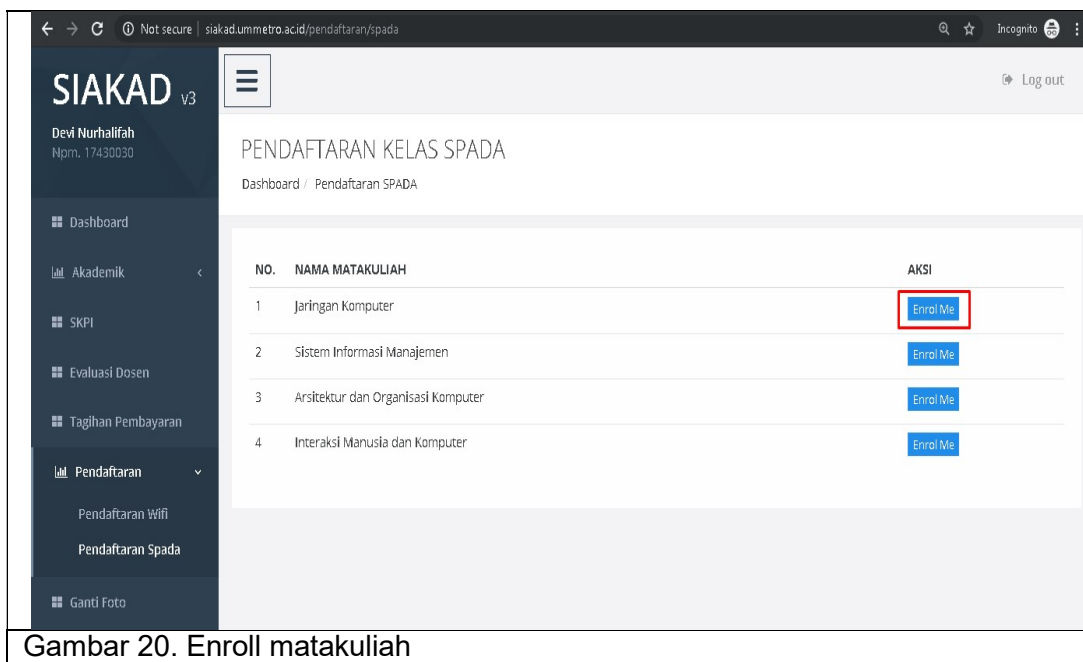 Not secure | siakad.ummetro.ac.id/pendaftaran/spada Incognito
SIAKAD v3
Log out
Devi Nurhalifah
Npm. 17430030
PENDAFTARAN KELAS SPADA
Dashboard / Pendaftaran SPADA
Dashboard
Akademik
SKPI
Evaluasi Dosen
Tagihan Pembayaran
Pendaftaran
Pendaftaran Wifi
Pendaftaran Spada
Ganti Foto
NO. NAMA MATAKULIAH AKSI
1 Jaringan Komputer Enrol Me
2 Sistem Informasi Manajemen Enrol Me
3 Arsitektur dan Organisasi Komputer Enrol Me
4 Interaksi Manusia dan Komputer Enrol Me
Gambar 20. Enroll matakuliah